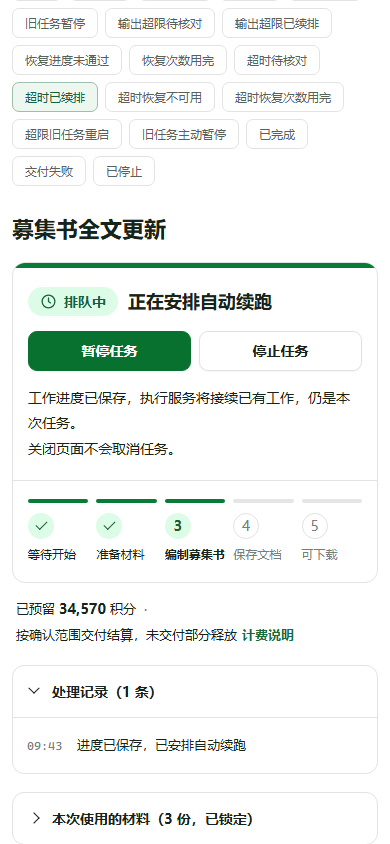 旧任务暂停 输出超限待核对 输出超限已续排
恢复进度未通过 恢复次数用完 超时待核对
超时已续排 超时恢复不可用 超时恢复次数用完
超限旧任务重启 旧任务主动暂停 已完成
交付失败 已停止
募集书全文更新
排队中 正在安排自动续跑
暂停任务 停止任务
工作进度已保存，执行服务将接续已有工作，仍是本
次任务。
关闭页面不会取消任务。
3 4 5
等待开始 准备材料 编制募集书 保存文档 可下载
已预留 34,570 积分 ·
按确认范围交付结算，未交付部分释放 计费说明
处理记录（1 条）
09:43 进度已保存，已安排自动续跑
本次使用的材料（3 份，已锁定）